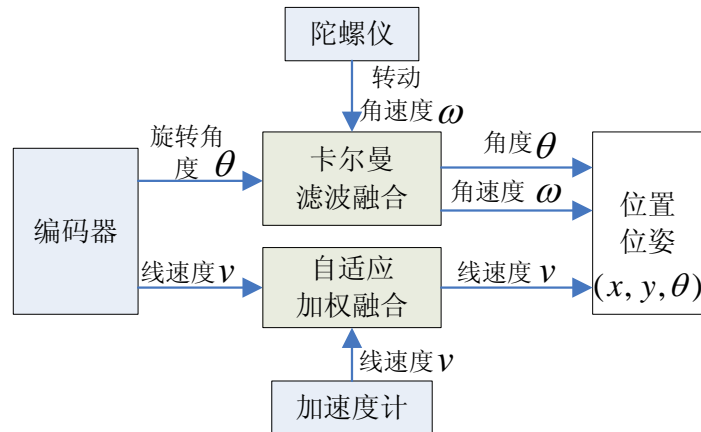 陀螺仪
转动
角速度ω
旋转角
度 θ
卡尔曼
滤波融合
角度θ
角速度 ω
编码器
位置
位姿
(x, y, θ)
线速度v
自适应
加权融合
线速度 v
线速度v
加速度计